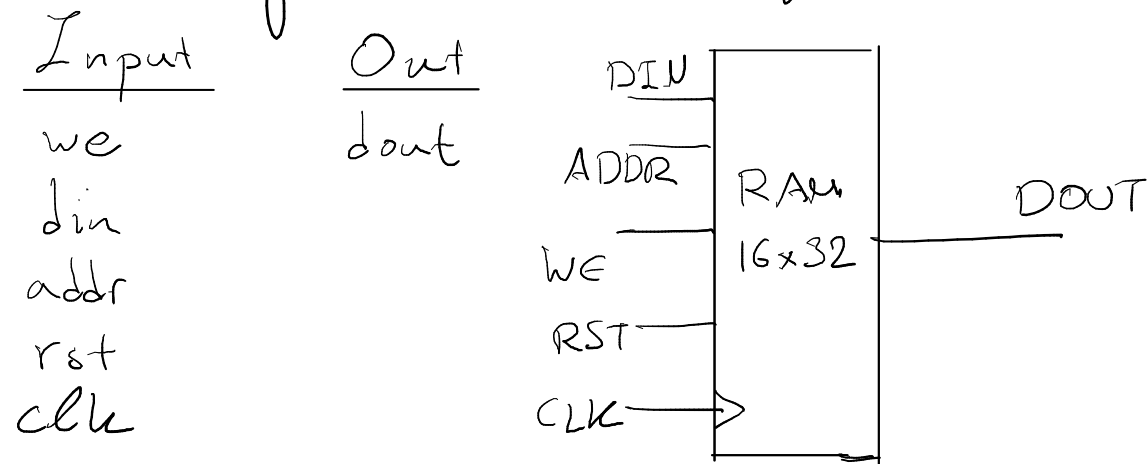 Input
we
din
addr
rst
clk
Out
dout
DIN
ADDR
WE
RST
CLK
RAM
16x32
DOUT